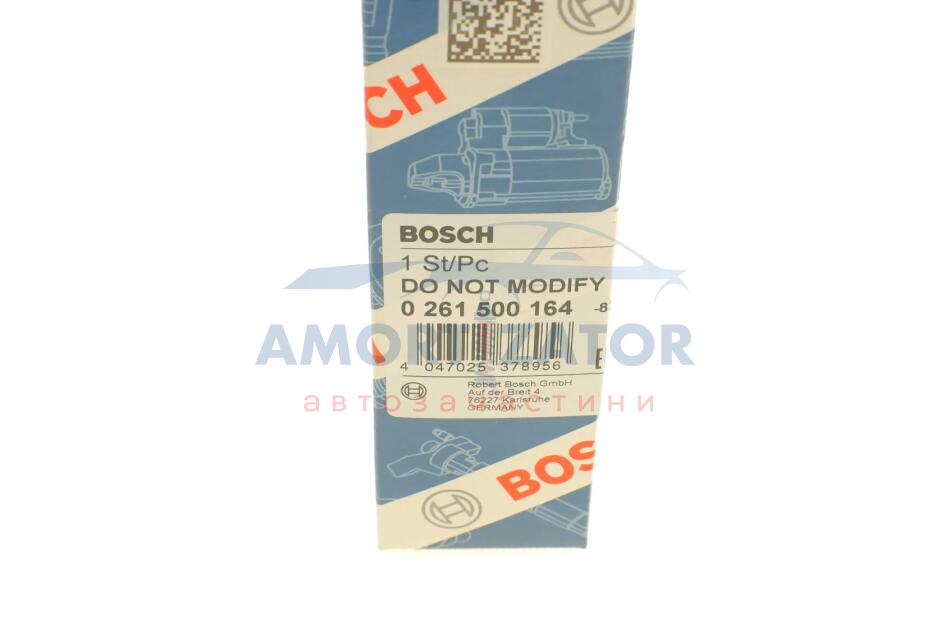 CH
BOSCH
1 St/Pc
DO NOT MODIFY
0 261 500 164
AMORTIZATOR
4 047025 378956 E
Robert Bosch GmbH
Auf der Breit 4
76227 Karlsruhe
GERMANY
автозапчастини
BOS